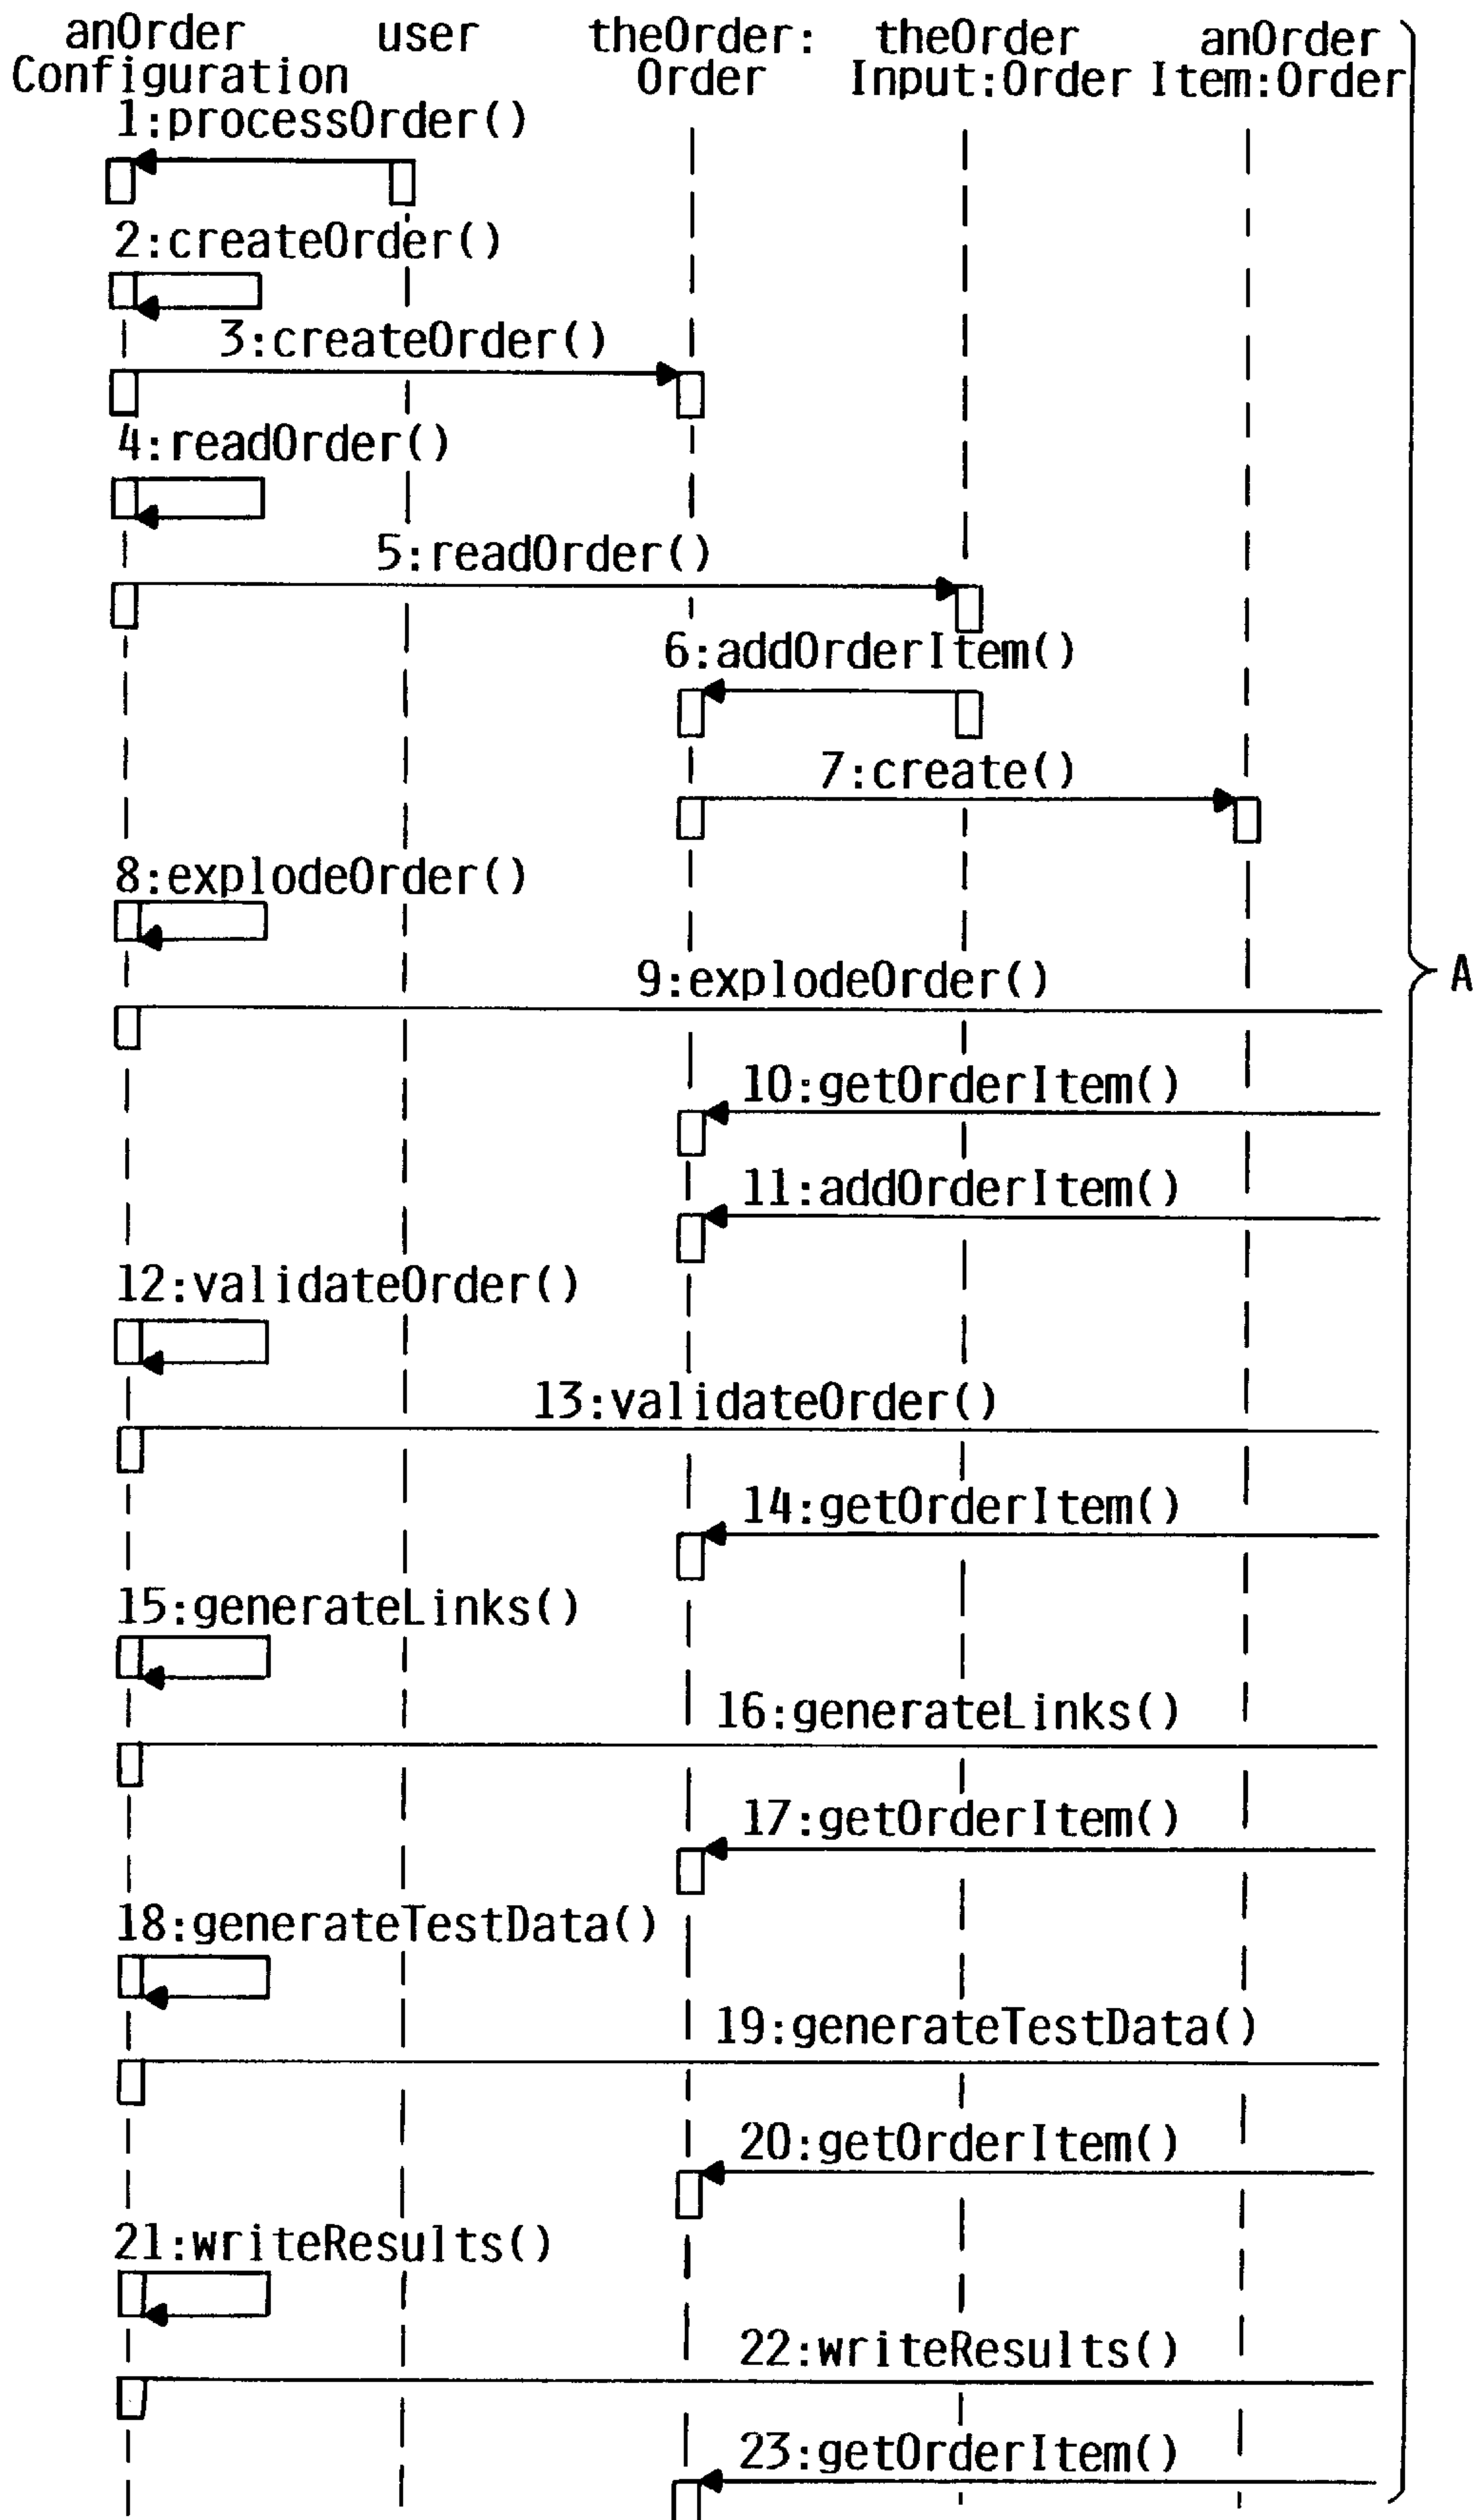 anOrder user theOrder: theOrder anOrder
Configuration Order Input:Order Item:Order
1:processOrder()
2:createOrder()
3:createOrder()
4:readOrder()
5:readOrder()
6:addOrderItem()
7:create()
8:explodeOrder()
9:explodeOrder()
A
10:getOrderItem()
11:addOrderItem()
12:validateOrder()
13:validateOrder()
14:getOrderItem()
15:generateLinks()
16:generateLinks()
17:getOrderItem()
18:generateTestData()
19:generateTestData()
20:getOrderItem()
21:writeResults()
22:writeResults()
23:getOrderItem()